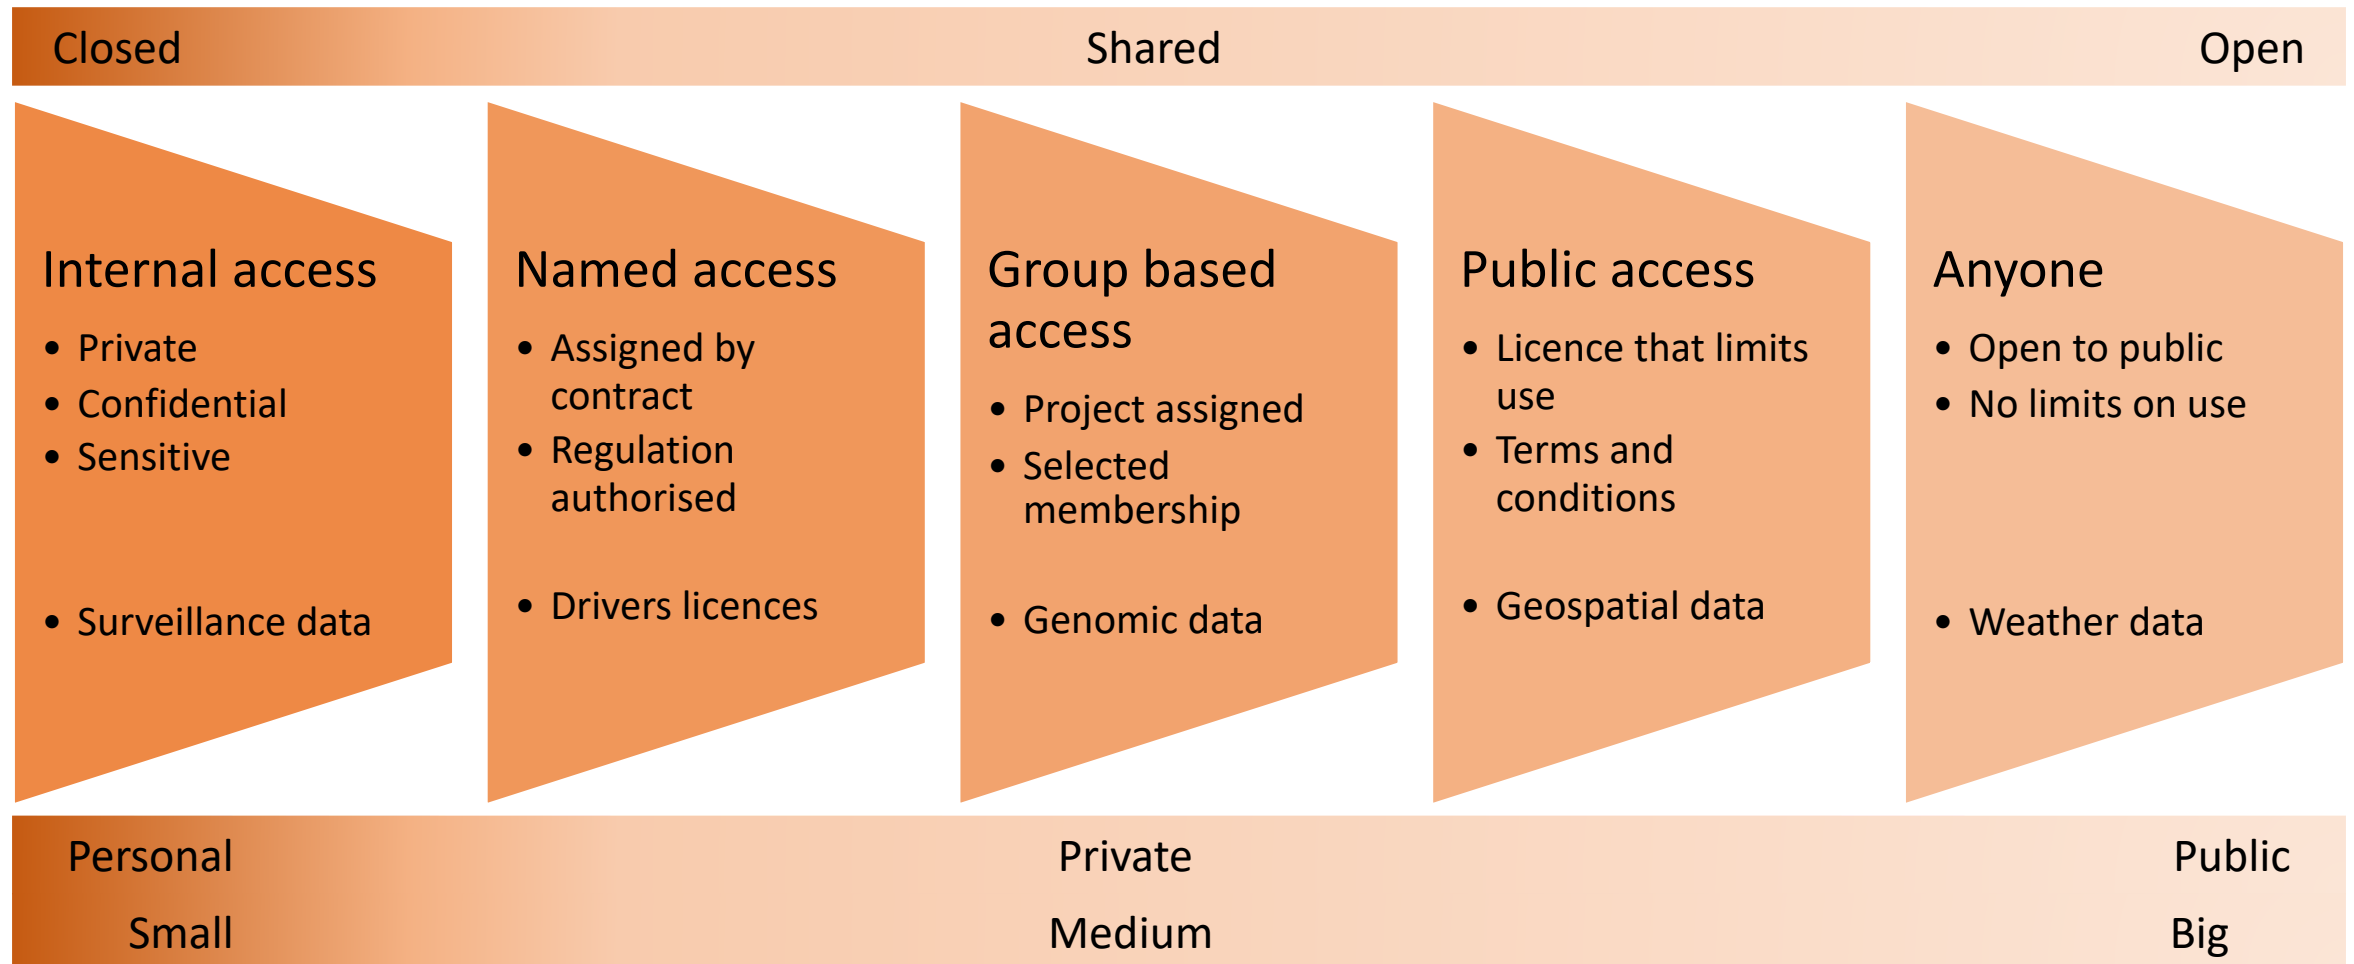 Closed Shared Open
Internal access
• Private
• Confidential
• Sensitive
• Surveillance data
Named access
• Assigned by
contract
• Regulation
authorised
• Drivers licences
Group based
access
• Project assigned
• Selected
membership
• Genomic data
Public access
• Licence that limits
use
• Terms and
conditions
• Geospatial data
Anyone
• Open to public
• No limits on use
• Weather data
Personal Private Public
Small Medium Big